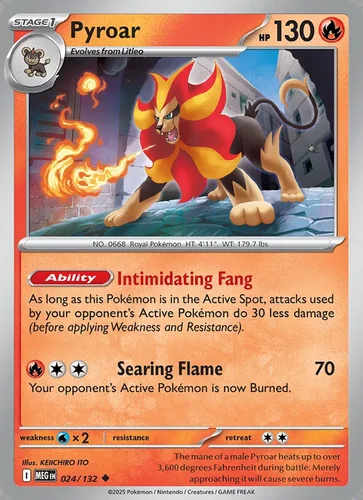 STAGE 1
Pyroar
HP 130
Evolves from Litleo
NO. 0668 Royal Pokémon HT: 4'11" WT: 179.7 lbs.
Ability Intimidating Fang
As long as this Pokémon is in the Active Spot, attacks used
by your opponent's Active Pokémon do 30 less damage
(before applying Weakness and Resistance).
Searing Flame 70
Your opponent's Active Pokémon is now Burned.
weakness ×2 resistance retreat
Illus. KEIICHIRO ITO
I MEG EN 024/132 ◆
The mane of a male Pyroar heats up to over
3,600 degrees Fahrenheit during battle. Merely
approaching it will cause severe burns.
©2025 Pokémon / Nintendo / Creatures / GAME FREAK